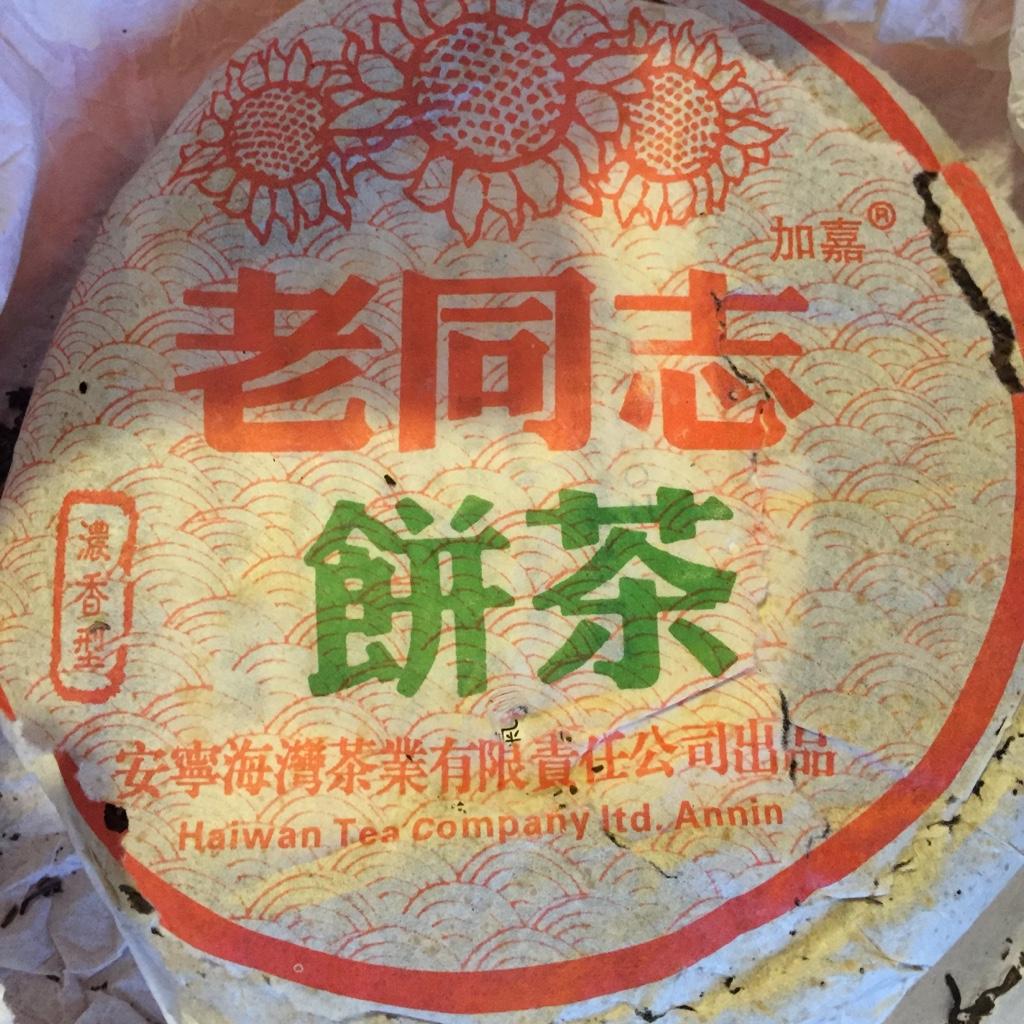 加嘉®
老同志
餅茶
濃香型
安寧海灣茶業有限責任公司出品
Haiwan Tea Company ltd. Annin